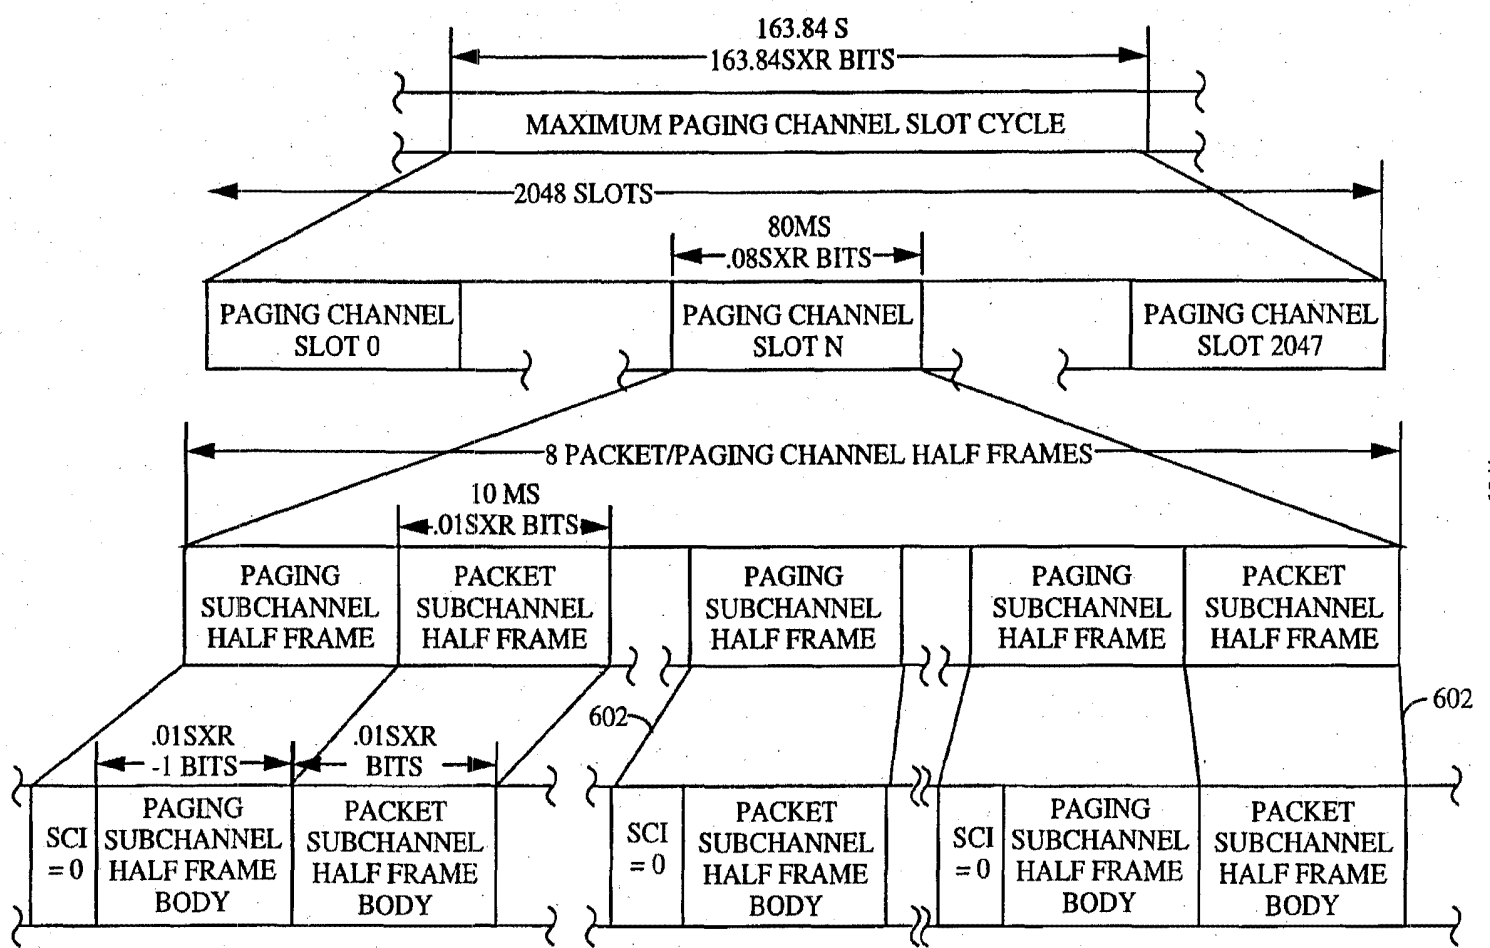 163.84 S
163.84SXR BITS
MAXIMUM PAGING CHANNEL SLOT CYCLE
2048 SLOTS
80MS
.08SXR BITS
PAGING CHANNEL
SLOT 0
PAGING CHANNEL
SLOT N
PAGING CHANNEL
SLOT 2047
8 PACKET/PAGING CHANNEL HALF FRAMES
10 MS
.01SXR BITS
PAGING
SUBCHANNEL
HALF FRAME
PACKET
SUBCHANNEL
HALF FRAME
PAGING
SUBCHANNEL
HALF FRAME
PAGING
SUBCHANNEL
HALF FRAME
PACKET
SUBCHANNEL
HALF FRAME
602
602
.01SXR
-1 BITS
.01SXR
BITS
SCI
= 0
PAGING
SUBCHANNEL
HALF FRAME
BODY
PACKET
SUBCHANNEL
HALF FRAME
BODY
SCI
= 0
PACKET
SUBCHANNEL
HALF FRAME
BODY
SCI
= 0
PAGING
SUBCHANNEL
HALF FRAME
BODY
PACKET
SUBCHANNEL
HALF FRAME
BODY